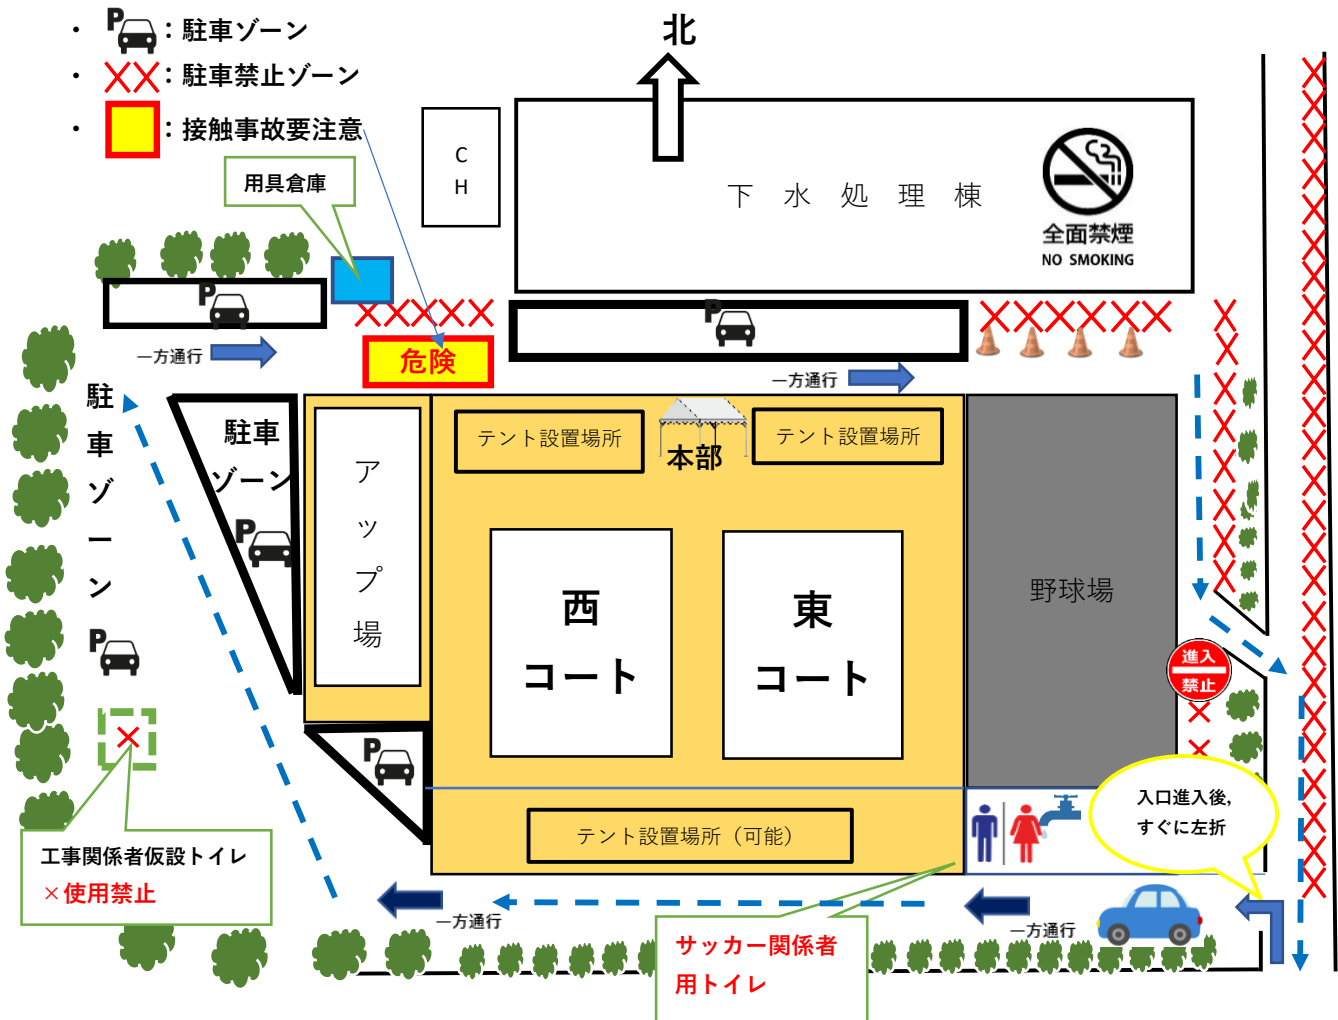 ・ P：駐車ゾーン
・ ××：駐車禁止ゾーン
・ ：接触事故要注意
北
用具倉庫
C
H
下水処理棟
全面禁煙
NO SMOKING
P
P
危険
一方通行
一方通行
駐車ゾーン
駐車
ゾーン
P
アップ場
テント設置場所
本部
テント設置場所
西
コート
東
コート
野球場
進入
禁止
P
P
工事関係者仮設トイレ
×使用禁止
テント設置場所（可能）
入口進入後,
すぐに左折
一方通行
一方通行
サッカー関係者
用トイレ